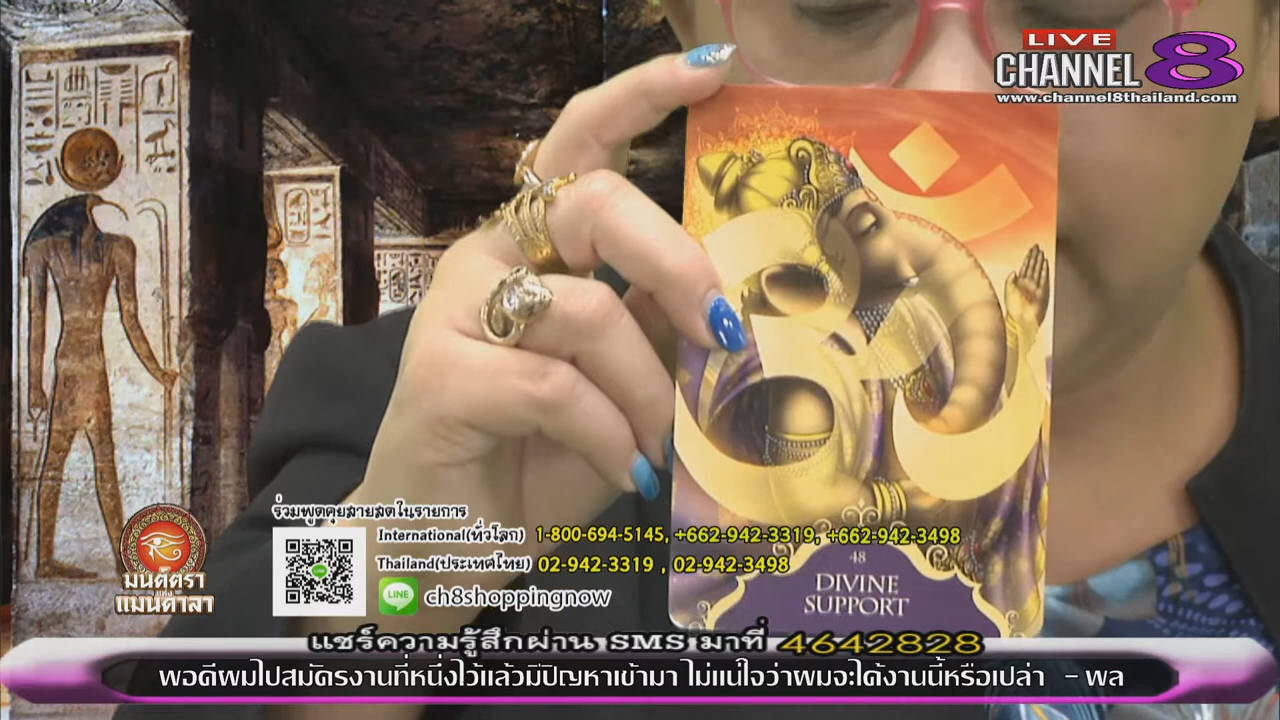 LIVE
CHANNEL 8
www.channel8thailand.com
48
DIVINE
SUPPORT
ร่วมพูดคุยสายสดในรายการ
International(ทั่วโลก) 1-800-694-5145, +662-942-3319, +662-942-3498
Thailand(ประเทศไทย) 02-942-3319 , 02-942-3498
LINE ch8shoppingnow
มนต์ตรา
แห่ง
แมนดาลา
แชร์ความรู้สึกผ่าน SMS มาที่ 4642828
พอดีผมไปสมัครงานที่หนึ่งไว้แล้วมีปัญหาเข้ามา ไม่แน่ใจว่าผมจะได้งานนี้หรือเปล่า - พล